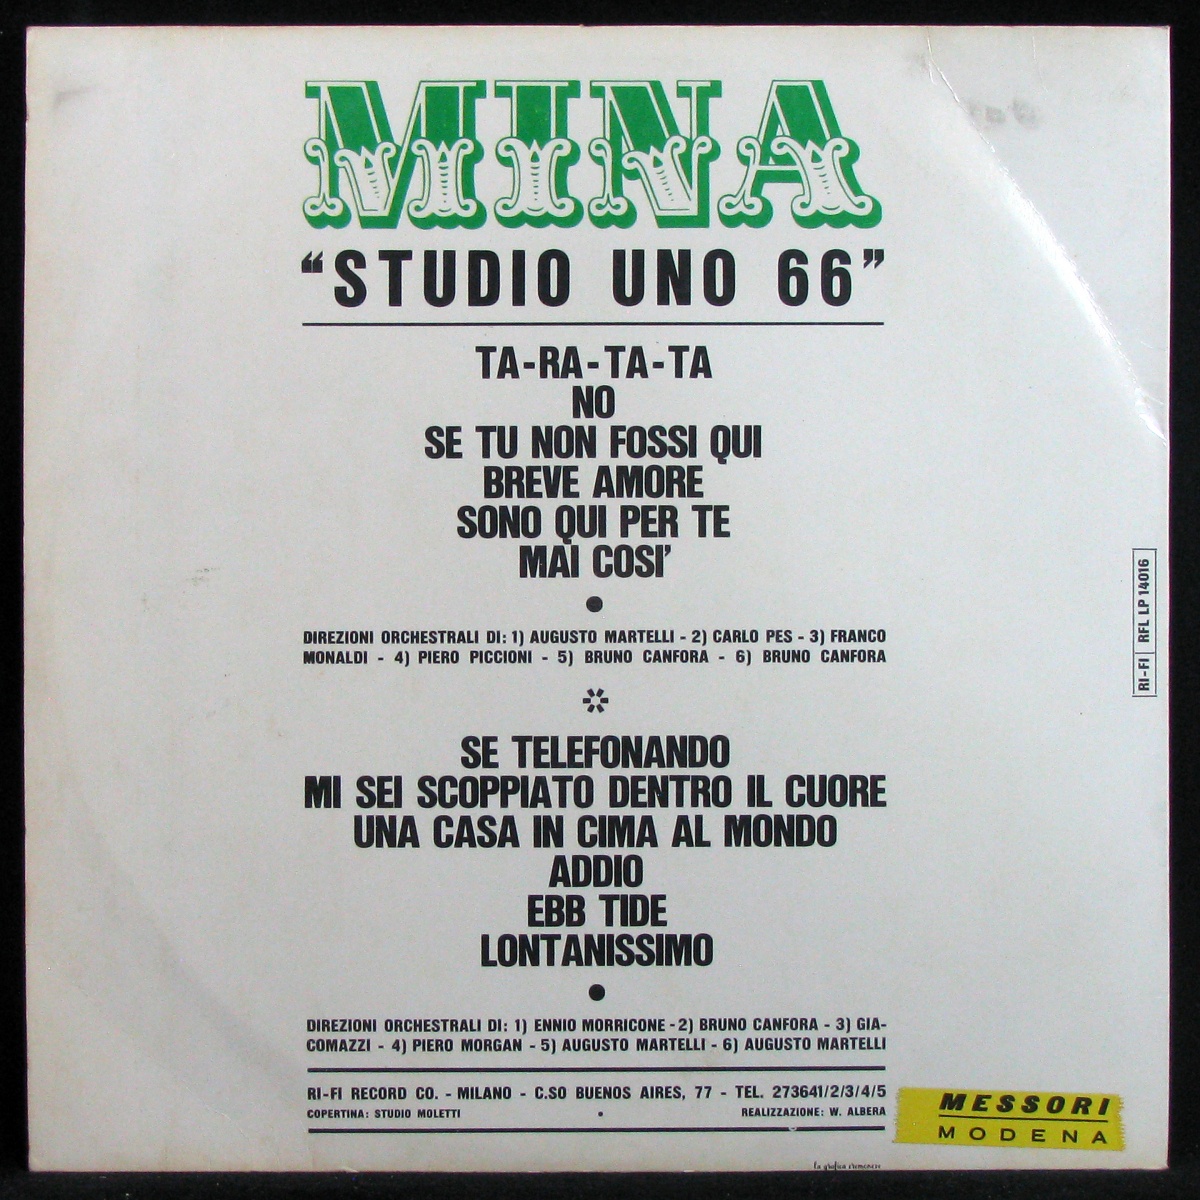 MINA
“STUDIO UNO 66”
TA-RA-TA-TA
NO
SE TU NON FOSSI QUI
BREVE AMORE
SONO QUI PER TE
MAI COSI’
DIREZIONI ORCHESTRALI DI: 1) AUGUSTO MARTELLI - 2) CARLO PES - 3) FRANCO
MONALDI - 4) PIERO PICCIONI - 5) BRUNO CANFORA - 6) BRUNO CANFORA
SE TELEFONANDO
MI SEI SCOPPIATO DENTRO IL CUORE
UNA CASA IN CIMA AL MONDO
ADDIO
EBB TIDE
LONTANISSIMO
DIREZIONI ORCHESTRALI DI: 1) ENNIO MORRICONE - 2) BRUNO CANFORA - 3) GIA-
COMAZZI - 4) PIERO MORGAN - 5) AUGUSTO MARTELLI - 6) AUGUSTO MARTELLI
RI-FI RECORD CO. - MILANO - C.SO BUENOS AIRES, 77 - TEL. 273641/2/3/4/5
COPERTINA: STUDIO MOLETTI • REALIZZAZIONE: W. ALBERA
la grafica cremonese
MESSORI
MODENA
RI-FI RFL LP 14016